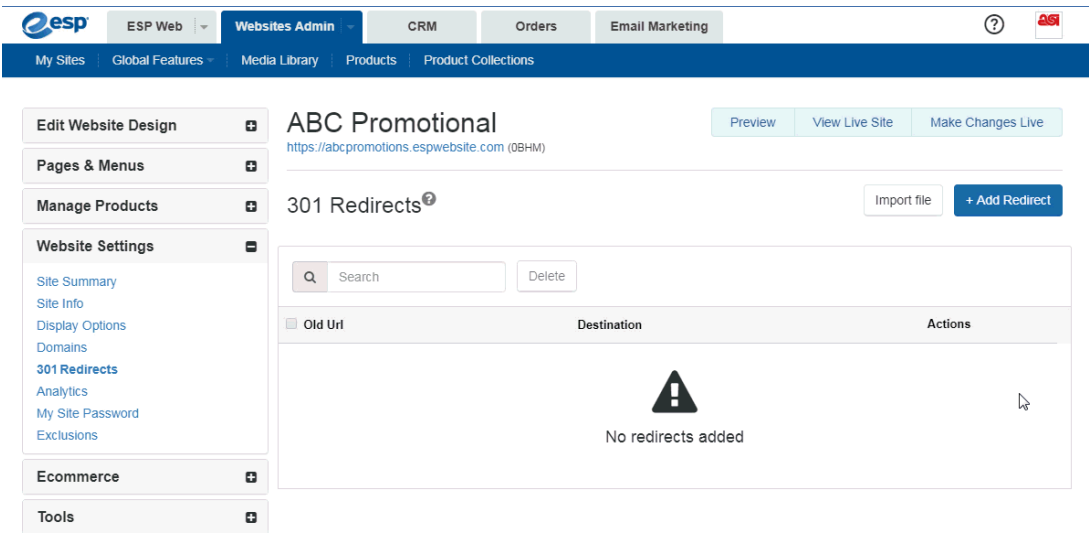 esp ESP Web Websites Admin CRM Orders Email Marketing ? asi
My Sites Global Features Media Library Products Product Collections
Edit Website Design
ABC Promotional
Preview View Live Site Make Changes Live
https://abcpromotions.espwebsite.com (0BHM)
Pages & Menus
Manage Products
301 Redirects?
Import file + Add Redirect
Website Settings
Site Summary
Site Info
Display Options
Domains
301 Redirects
Analytics
My Site Password
Exclusions
Search Delete
Old Url Destination Actions
No redirects added
Ecommerce
Tools